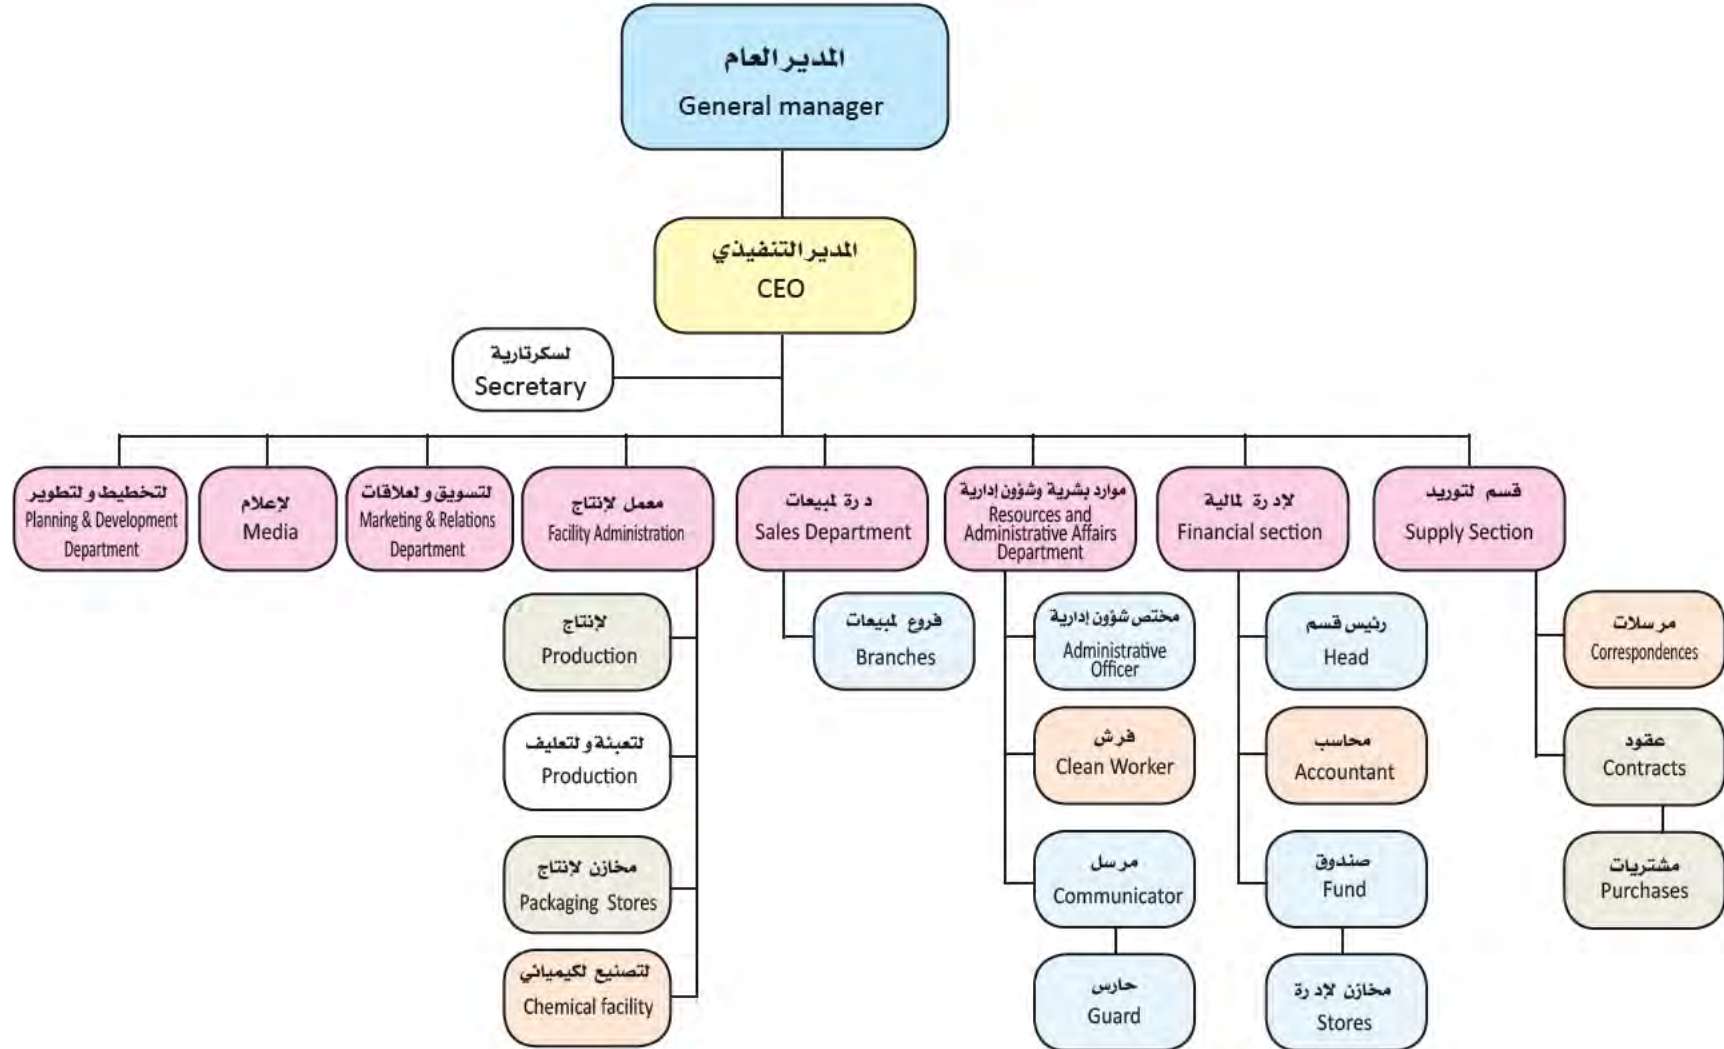 المدير العام
General manager
المدير التنفيذي
CEO
لسكرتارية
Secretary
لتخطيط و لتطوير
Planning & Development
Department
لإعلام
Media
لتسويق و لعلاقات
Marketing & Relations
Department
معمل لإنتاج
Facility Administration
د رة لمبيعات
Sales Department
موارد بشرية وشؤون إدارية
Resources and
Administrative Affairs
Department
لإد رة لمالية
Financial section
قسم لتوريد
Supply Section
لإنتاج
Production
لتعبئة و لتعليف
Production
مخازن لإنتاج
Packaging Stores
لتصنيع لكيميائي
Chemical facility
فروع لمبيعات
Branches
مختص شؤون إدارية
Administrative
Officer
فرش
Clean Worker
مرسل
Communicator
حارس
Guard
رئيس قسم
Head
محاسب
Accountant
صندوق
Fund
مخازن لإد رة
Stores
مر سلات
Correspondences
عقود
Contracts
مشتريات
Purchases